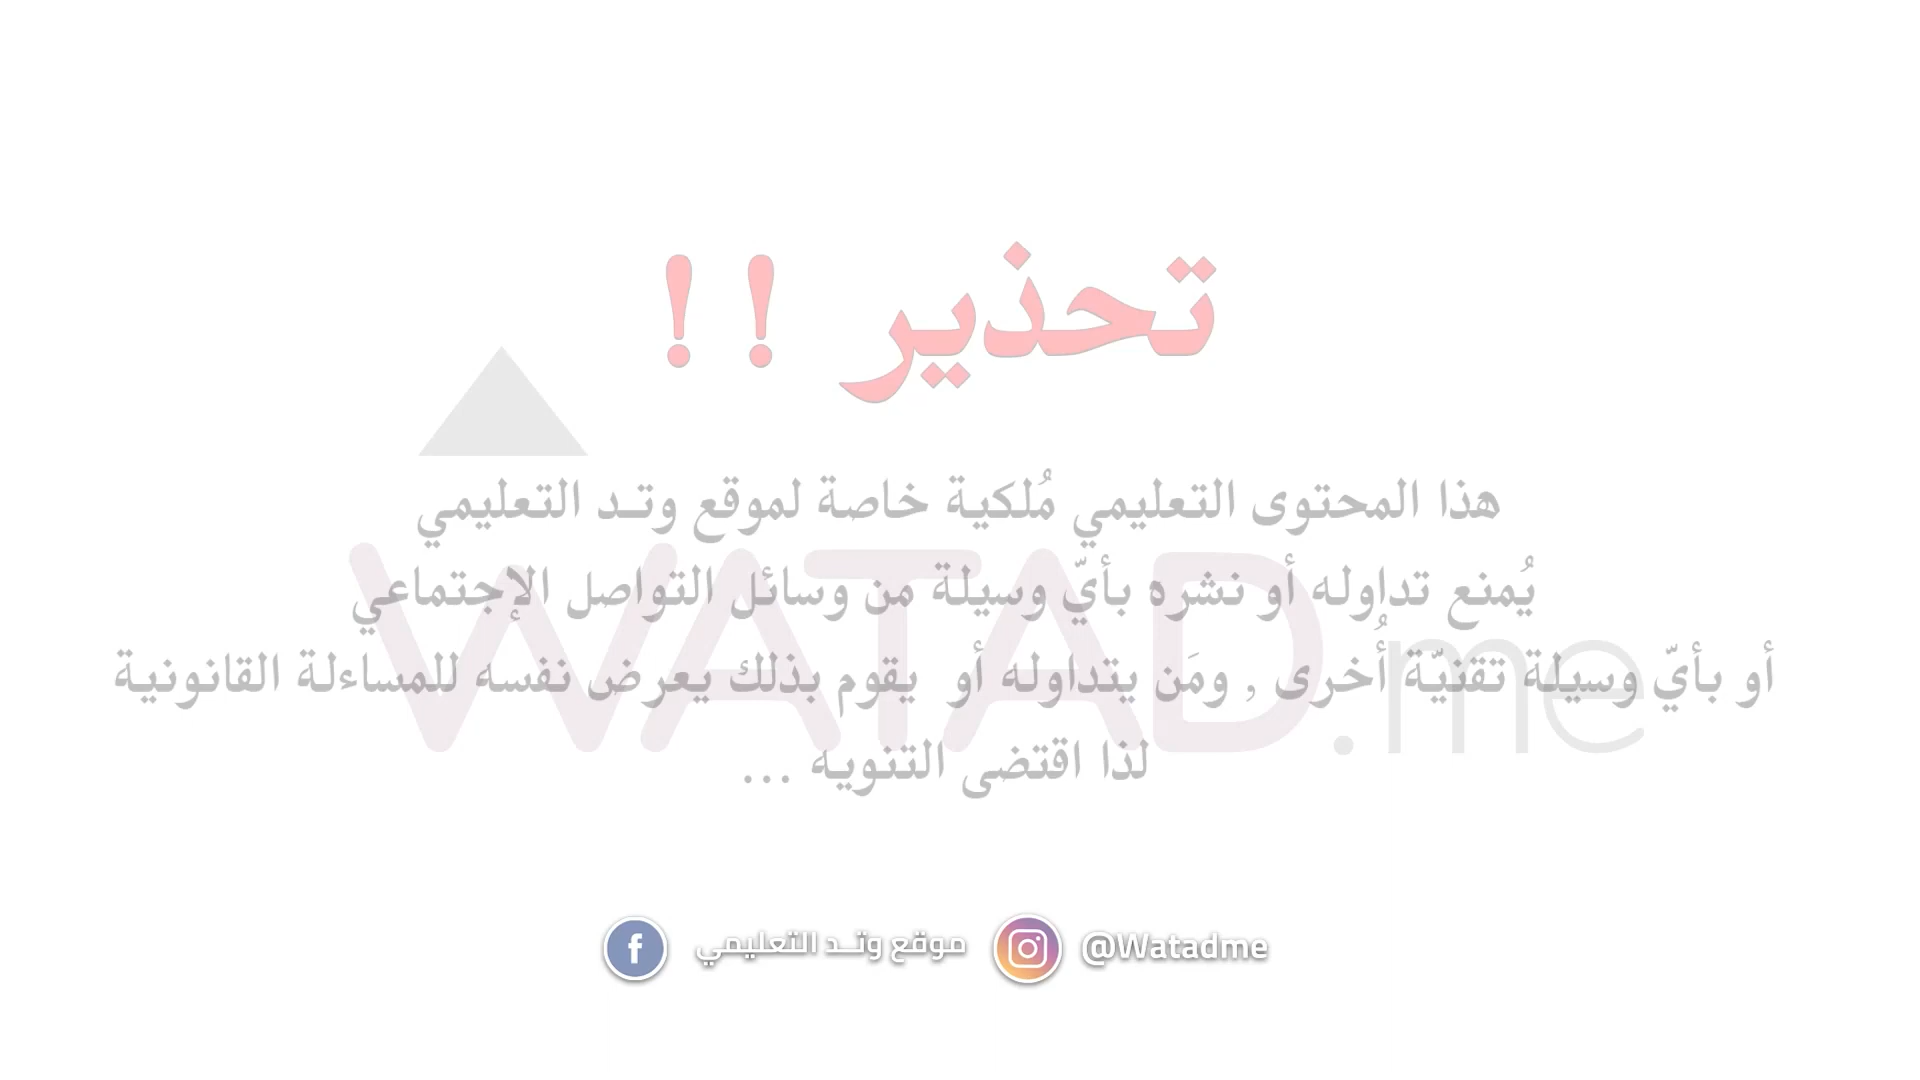 تحذير ! !
هذا المحتوى التعليمي مُلكية خاصة لموقع وتـد التعليمي
يُمنع تداوله أو نشره بأيّ وسيلة من وسائل التواصل الإجتماعي
أو بأيّ وسيلة تقنيّة أُخرى , ومَن يتداوله أو يقوم بذلك يعرض نفسه للمساءلة القانونية
لذا اقتضى التنويه ...
WATAD.me
موقع وتـد التعليمي
@Watadme